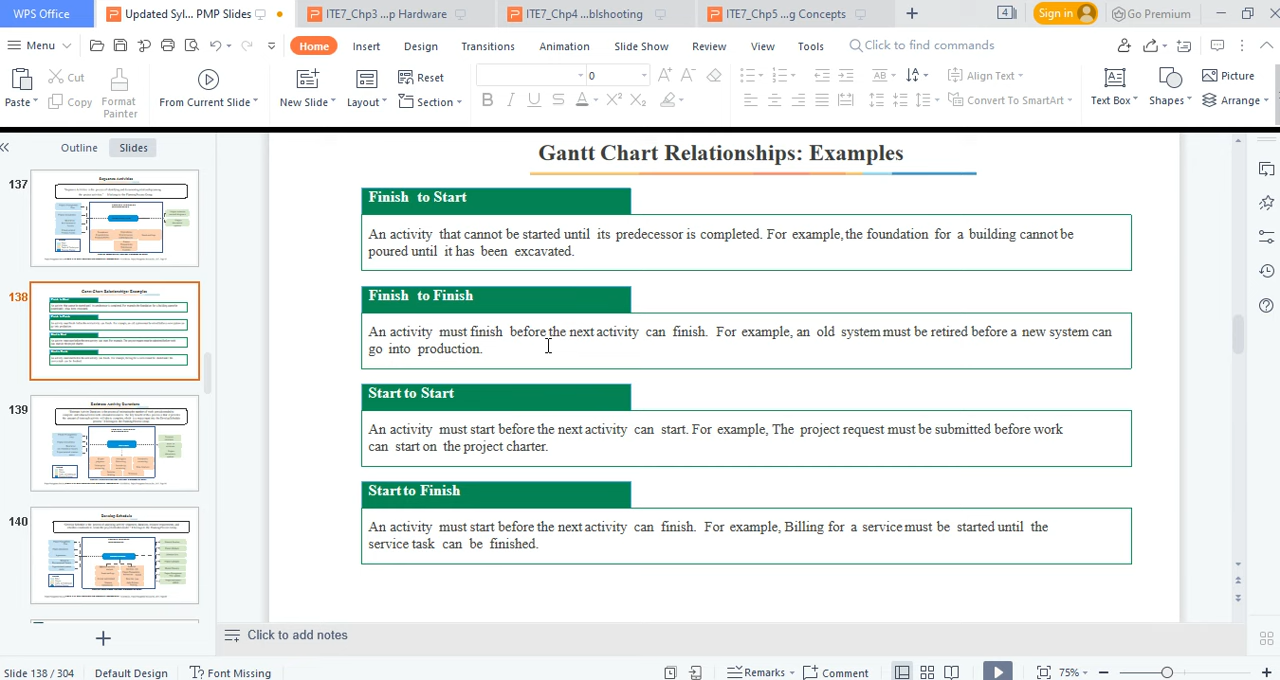 WPS Office
Updated Syl... PMP Slides
ITE7_Chp3 ...p Hardware
ITE7_Chp4 ...blshooting
ITE7_Chp5 ...g Concepts
4
Sign in
Go Premium
Menu
Home
Insert
Design
Transitions
Animation
Slide Show
Review
View
Tools
Click to find commands
Paste
Cut
Copy
Format
Painter
From Current Slide
New Slide
Layout
Reset
Section
0
Align Text
Convert To SmartArt
Text Box
Shapes
Picture
Arrange
Outline
Slides
137
138
139
140
Gantt Chart Relationships: Examples
Finish to Start
An activity that cannot be started until its predecessor is completed. For example, the foundation for a building cannot be
poured until it has been excavated.
Finish to Finish
An activity must finish before the next activity can finish. For example, an old system must be retired before a new system can
go into production.
Start to Start
An activity must start before the next activity can start. For example, The project request must be submitted before work
can start on the project charter.
Start to Finish
An activity must start before the next activity can finish. For example, Billing for a service must be started until the
service task can be finished.
Click to add notes
Slide 138 / 304
Default Design
Font Missing
Remarks
Comment
75%